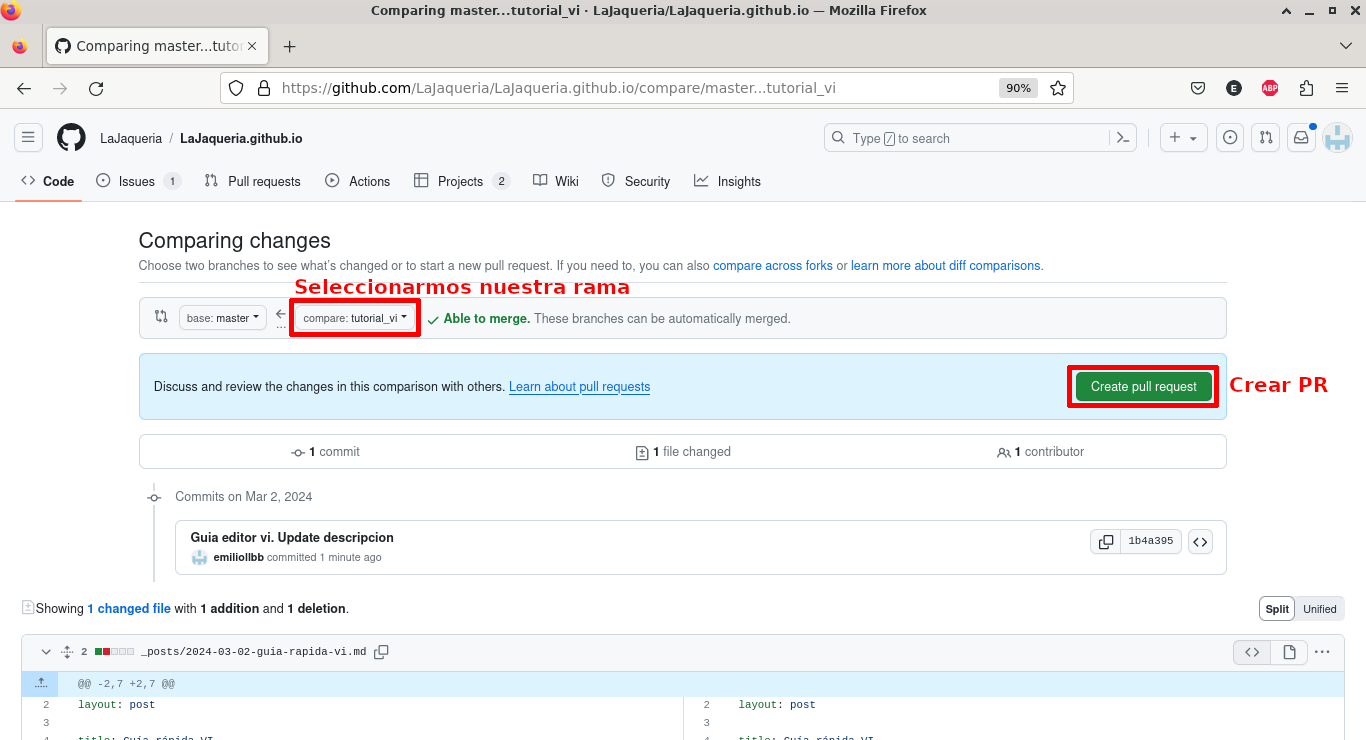 Comparing master...tutorial_vi · LaJaqueria/LaJaqueria.github.io — Mozilla Firefox
Comparing master...tuto
https://github.com/LaJaqueria/LaJaqueria.github.io/compare/master...tutorial_vi 90% E ABP
LaJaqueria / LaJaqueria.github.io Type / to search
Code Issues 1 Pull requests Actions Projects 2 Wiki Security Insights
Comparing changes
Choose two branches to see what's changed or to start a new pull request. If you need to, you can also compare across forks or learn more about diff comparisons.
Seleccionarmos nuestra rama
base: master ... compare: tutorial_vi Able to merge. These branches can be automatically merged.
Discuss and review the changes in this comparison with others. Learn about pull requests Create pull request Crear PR
1 commit 1 file changed 1 contributor
Commits on Mar 2, 2024
Guia editor vi. Update descripcion
emiliollbb committed 1 minute ago 1b4a395
Showing 1 changed file with 1 addition and 1 deletion. Split Unified
2 _posts/2024-03-02-guia-rapida-vi.md
@@ -2,7 +2,7 @@
2 layout: post 2 layout: post
3 3
4 title: Guía rápida VI 4 title: Guía rápida VI